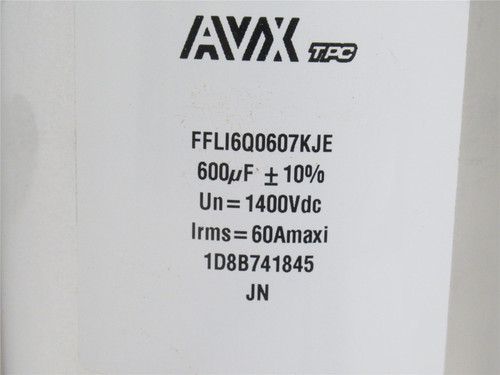 AVX TPC
FFLI6Q0607KJE
600µF ±10%
Un=1400Vdc
Irms=60Amaxi
1D8B741845
JN